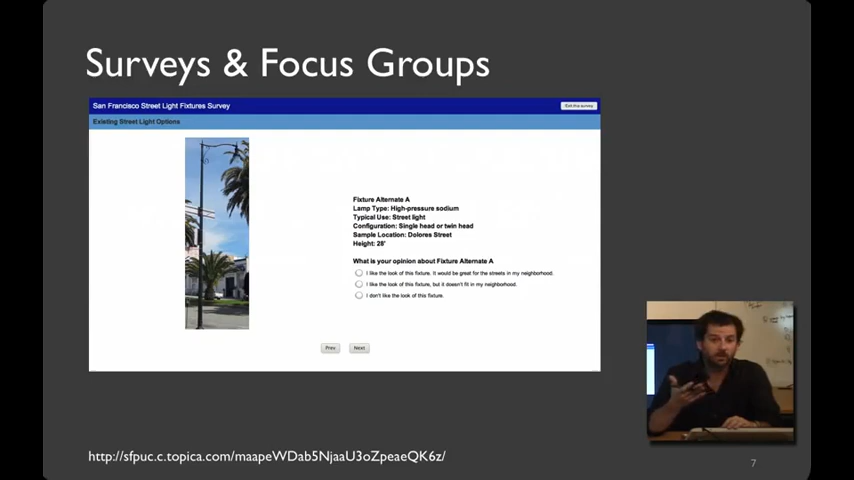 Surveys & Focus Groups
San Francisco Street Light Fixtures Survey
Exit this survey
Existing Street Light Options
Fixture Alternate A
Lamp Type: High-pressure sodium
Typical Use: Street light
Configuration: Single head or twin head
Sample Location: Dolores Street
Height: 28'
What is your opinion about Fixture Alternate A
I like the look of this fixture. It would be great for the streets in my neighborhood.
I like the look of this fixture, but it doesn't fit in my neighborhood.
I don't like the look of this fixture.
Prev Next
http://sfpuc.c.topica.com/maapeWDab5NjaaU3oZpeaeQK6z/
7